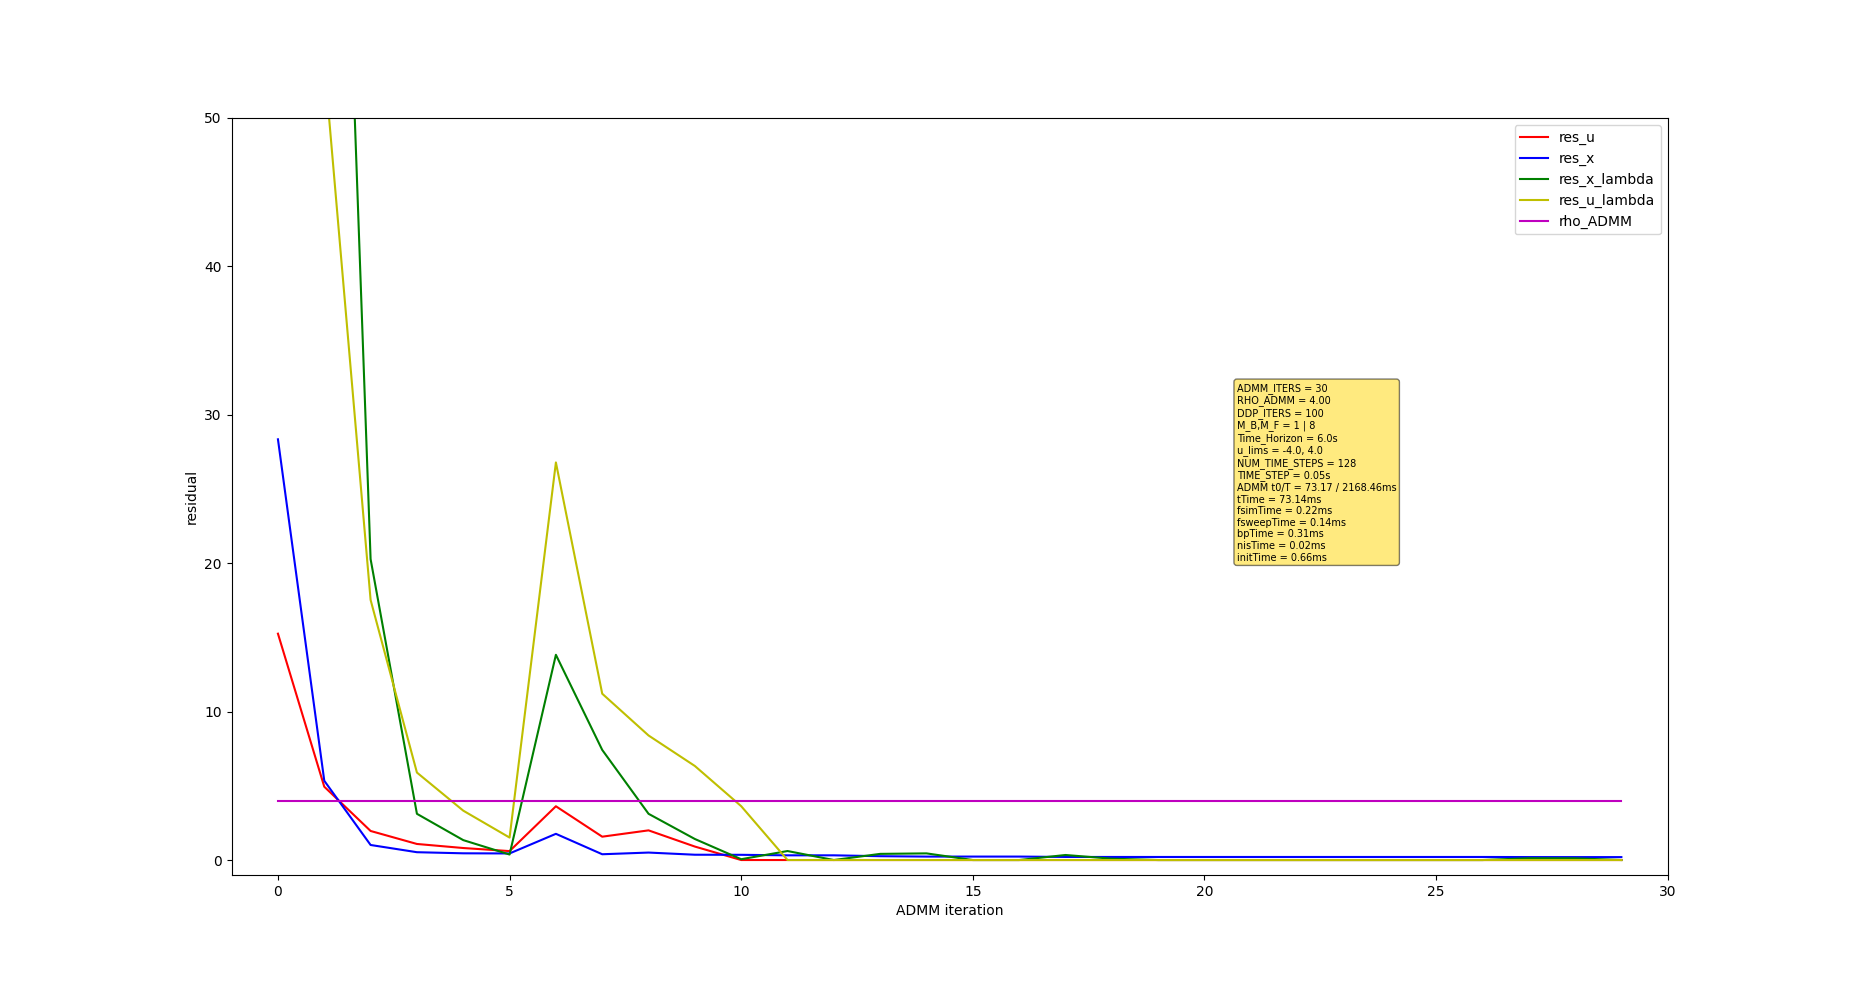 50
40
30
20
10
0
residual
0 5 10 15 20 25 30
ADMM iteration
res_u
res_x
res_x_lambda
res_u_lambda
rho_ADMM
ADMM_ITERS = 30
RHO_ADMM = 4.00
DDP_ITERS = 100
M_B,M_F = 1 | 8
Time_Horizon = 6.0s
u_lims = -4.0, 4.0
NUM_TIME_STEPS = 128
TIME_STEP = 0.05s
ADMM t0/T = 73.17 / 2168.46ms
tTime = 73.14ms
fsimTime = 0.22ms
fsweepTime = 0.14ms
bpTime = 0.31ms
nisTime = 0.02ms
initTime = 0.66ms